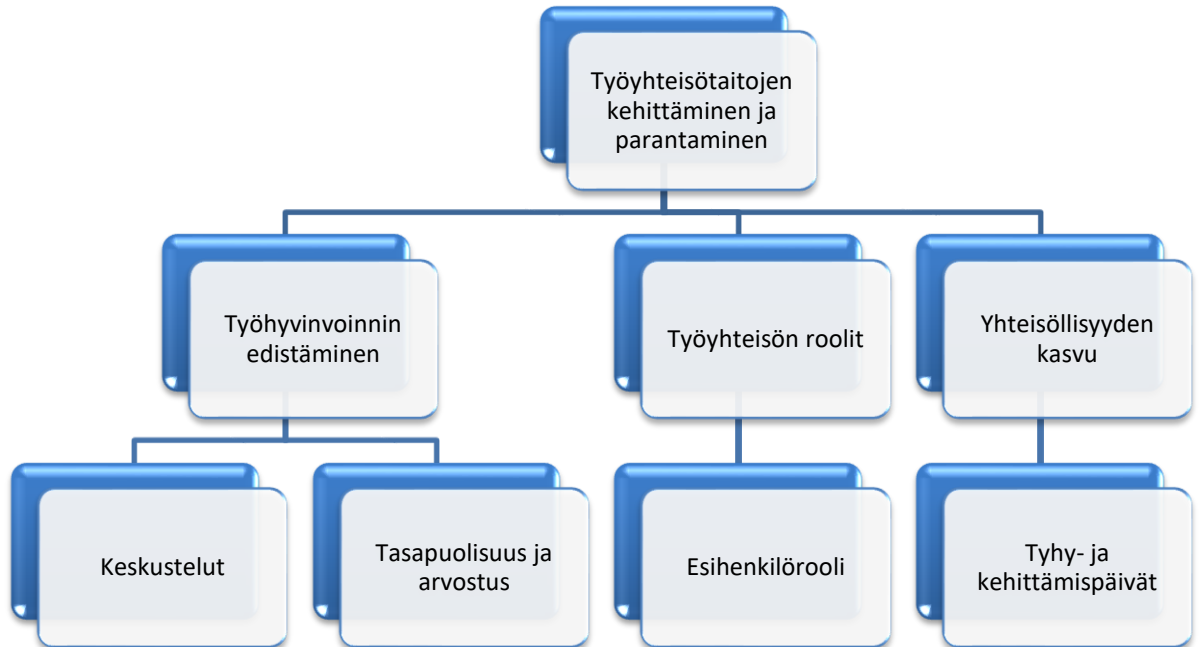 Työyhteisötaitojen
kehittäminen ja
parantaminen
Työhyvinvoinnin
edistäminen
Työyhteisön roolit
Yhteisöllisyyden
kasvu
Keskustelut
Tasapuolisuus ja
arvostus
Esihenkilörooli
Tyhy- ja
kehittämispäivät